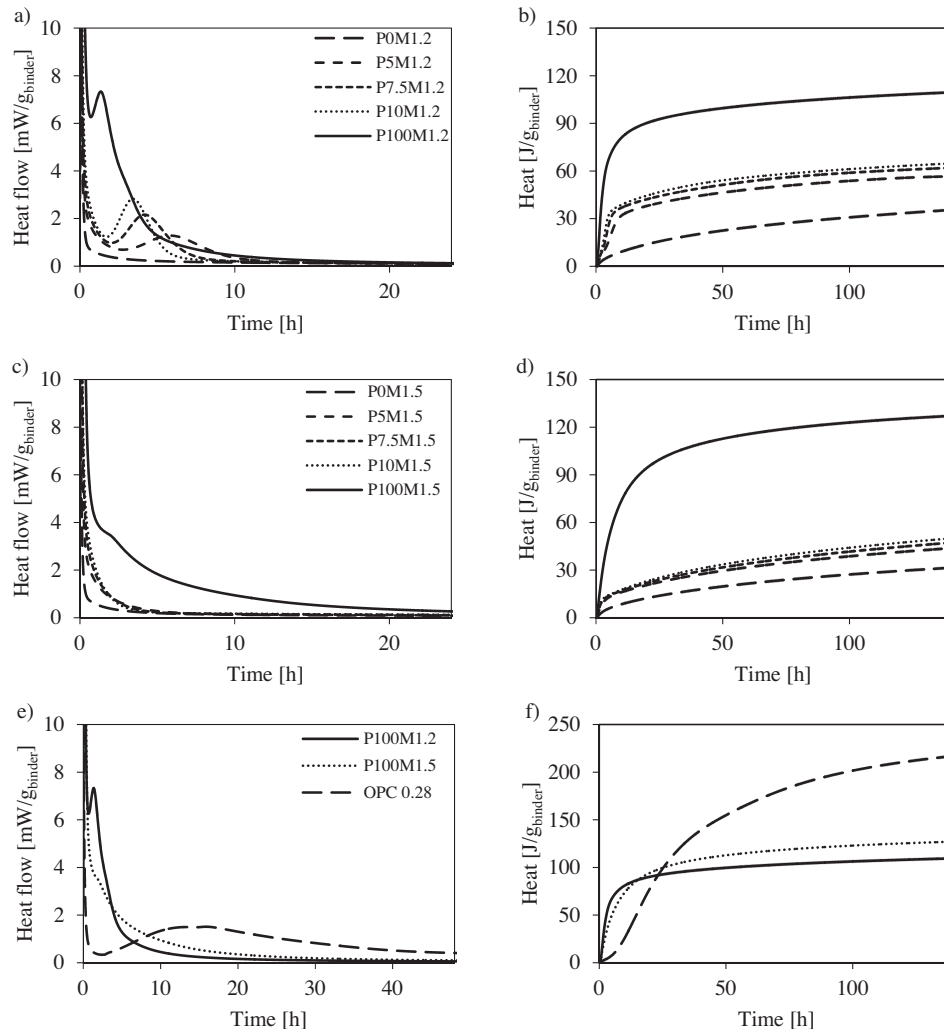 a)
10
8
6
4
2
0
Heat flow [mW/g_binder]
P0M1.2
P5M1.2
P7.5M1.2
P10M1.2
P100M1.2
0
10
20
Time [h]
b)
150
120
90
60
30
0
Heat [J/g_binder]
0
50
100
Time [h]
c)
10
8
6
4
2
0
Heat flow [mW/g_binder]
P0M1.5
P5M1.5
P7.5M1.5
P10M1.5
P100M1.5
0
10
20
Time [h]
d)
150
120
90
60
30
0
Heat [J/g_binder]
0
50
100
Time [h]
e)
10
8
6
4
2
0
Heat flow [mW/g_binder]
P100M1.2
P100M1.5
OPC 0.28
0
10
20
30
40
Time [h]
f)
250
200
150
100
50
0
Heat [J/g_binder]
0
50
100
Time [h]